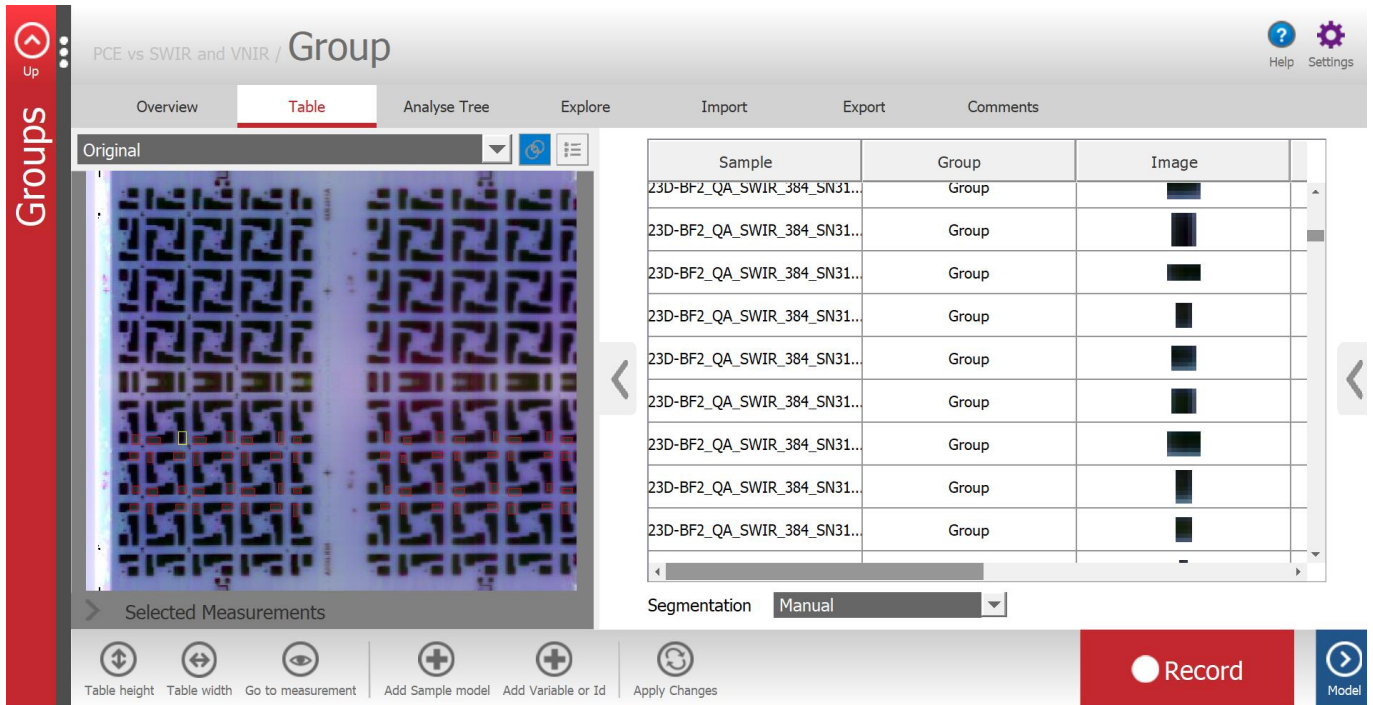 Up
Groups
PCE vs SWIR and VNIR / Group
Help
Settings
Overview
Table
Analyse Tree
Explore
Import
Export
Comments
Original
Selected Measurements
Sample
Group
Image
23D-BF2_QA_SWIR_384_SN31...
Group
23D-BF2_QA_SWIR_384_SN31...
Group
23D-BF2_QA_SWIR_384_SN31...
Group
23D-BF2_QA_SWIR_384_SN31...
Group
23D-BF2_QA_SWIR_384_SN31...
Group
23D-BF2_QA_SWIR_384_SN31...
Group
23D-BF2_QA_SWIR_384_SN31...
Group
23D-BF2_QA_SWIR_384_SN31...
Group
23D-BF2_QA_SWIR_384_SN31...
Group
Segmentation
Manual
Table height
Table width
Go to measurement
Add Sample model
Add Variable or Id
Apply Changes
Record
Model